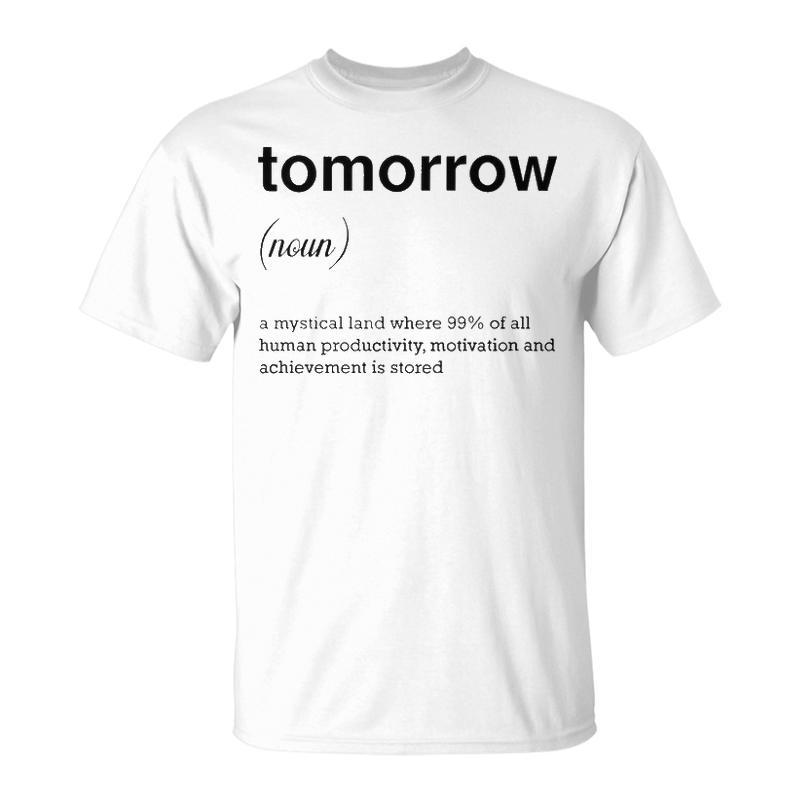 tomorrow
(noun)
a mystical land where 99% of all
human productivity, motivation and
achievement is stored